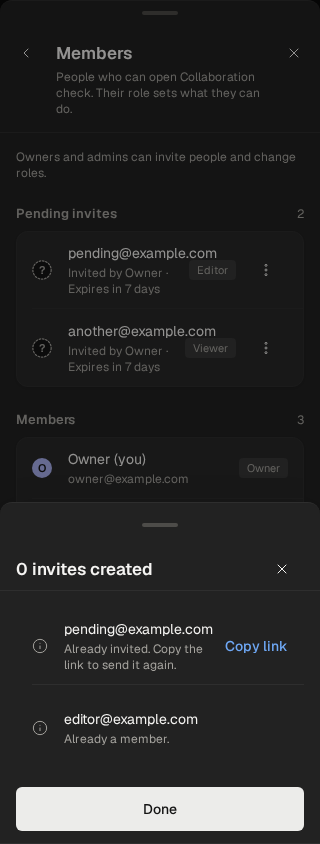 Members
People who can open Collaboration
check. Their role sets what they can
do.
Owners and admins can invite people and change
roles.
Pending invites
2
?
pending@example.com
Invited by Owner ·
Expires in 7 days
Editor
?
another@example.com
Invited by Owner ·
Expires in 7 days
Viewer
Members
3
O
Owner (you)
owner@example.com
Owner
0 invites created
pending@example.com
Already invited. Copy the
link to send it again.
Copy link
editor@example.com
Already a member.
Done